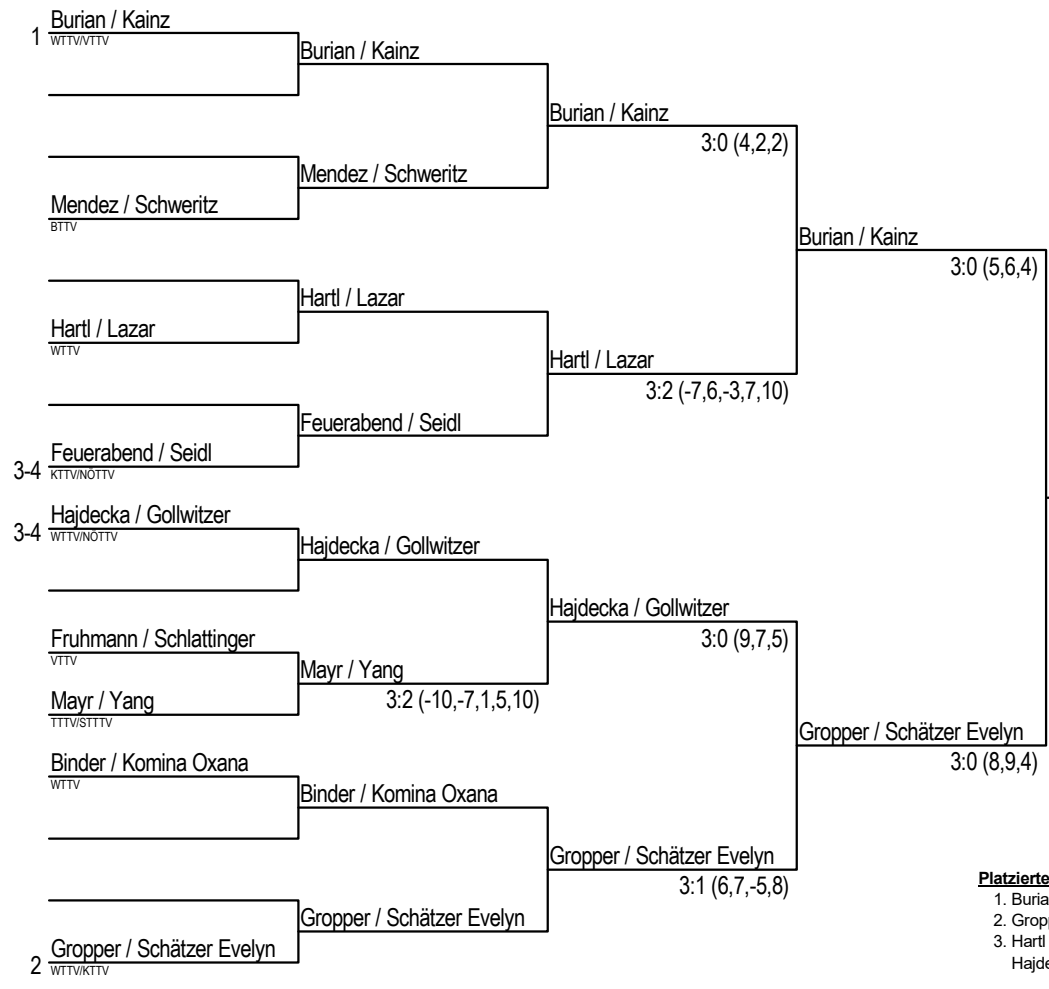 1 Burian / Kainz
WTTV/VTTV
Burian / Kainz
Burian / Kainz
3:0 (4,2,2)
Mendez / Schweritz
Mendez / Schweritz
BTTV
Burian / Kainz
3:0 (5,6,4)
Hartl / Lazar
Hartl / Lazar
WTTV
Hartl / Lazar
3:2 (-7,6,-3,7,10)
Feuerabend / Seidl
3-4 Feuerabend / Seidl
KTTV/NÖTTV
3-4 Hajdecka / Gollwitzer
WTTV/NÖTTV
Hajdecka / Gollwitzer
Hajdecka / Gollwitzer
3:0 (9,7,5)
Fruhmann / Schlattinger
VTTV
Mayr / Yang
3:2 (-10,-7,1,5,10)
Mayr / Yang
TTTV/STTTV
Gropper / Schätzer Evelyn
3:0 (8,9,4)
Binder / Komina Oxana
WTTV
Binder / Komina Oxana
Gropper / Schätzer Evelyn
3:1 (6,7,-5,8)
Gropper / Schätzer Evelyn
2 Gropper / Schätzer Evelyn
WTTV/KTTV
Platzierte
1. Buria
2. Grop
3. Hartl
Hajde